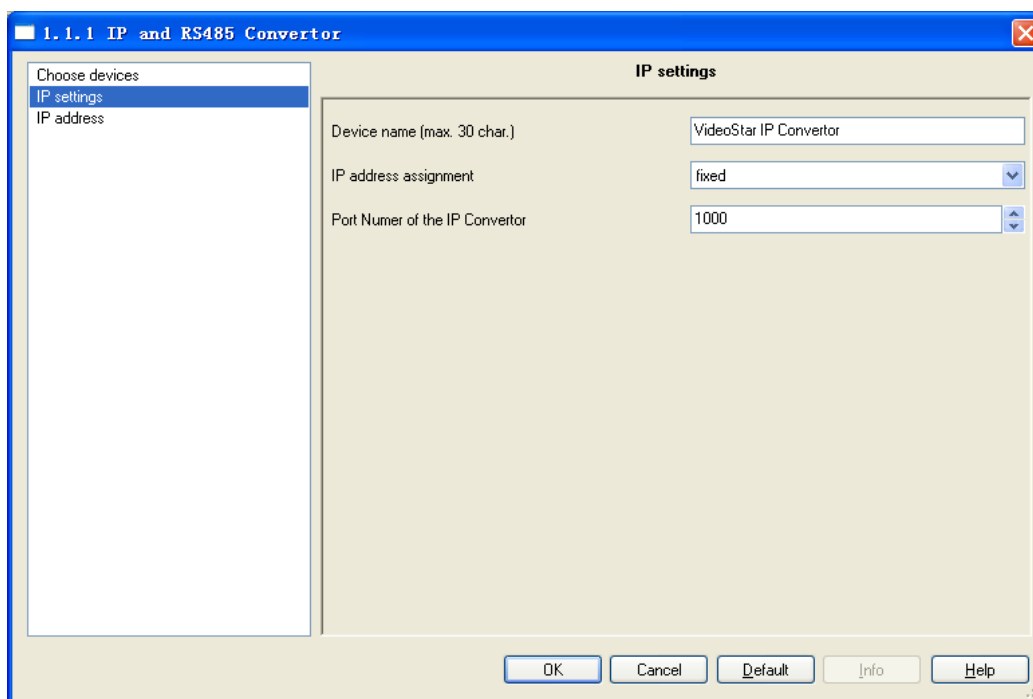 1.1.1 IP and RS485 Convertor
Choose devices
IP settings
IP address
IP settings
Device name (max. 30 char.)
VideoStar IP Convertor
IP address assignment
fixed
Port Numer of the IP Convertor
1000
OK
Cancel
Default
Info
Help